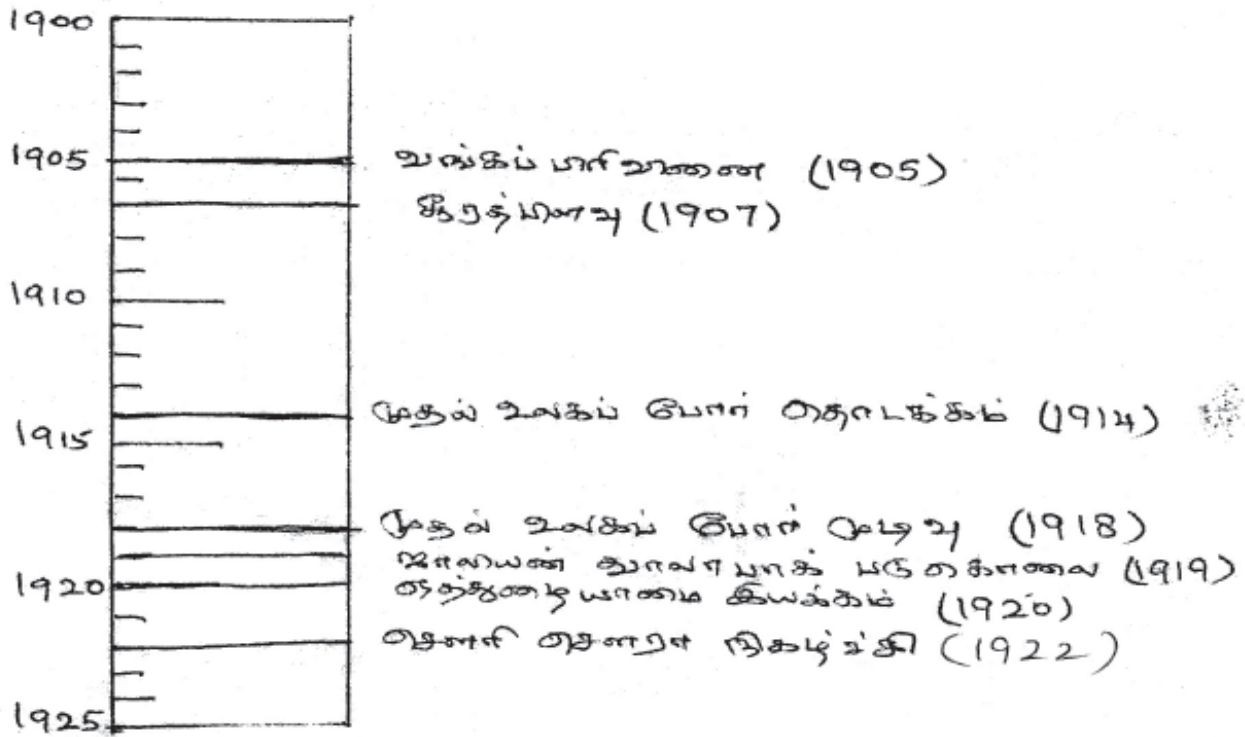 1900
1905
வங்கப் பிரிவினை (1905)
சூரத்பிளவு (1907)
1910
முதல் உலகப் போர் தொடக்கம் (1914)
1915
முதல் உலகப் போர் முடிவு (1918)
ஜாலியன் வாலாபாக் படுகொலை (1919)
1920
ஒத்துழையாமை இயக்கம் (1920)
சௌரி சௌரா நிகழ்ச்சி (1922)
1925